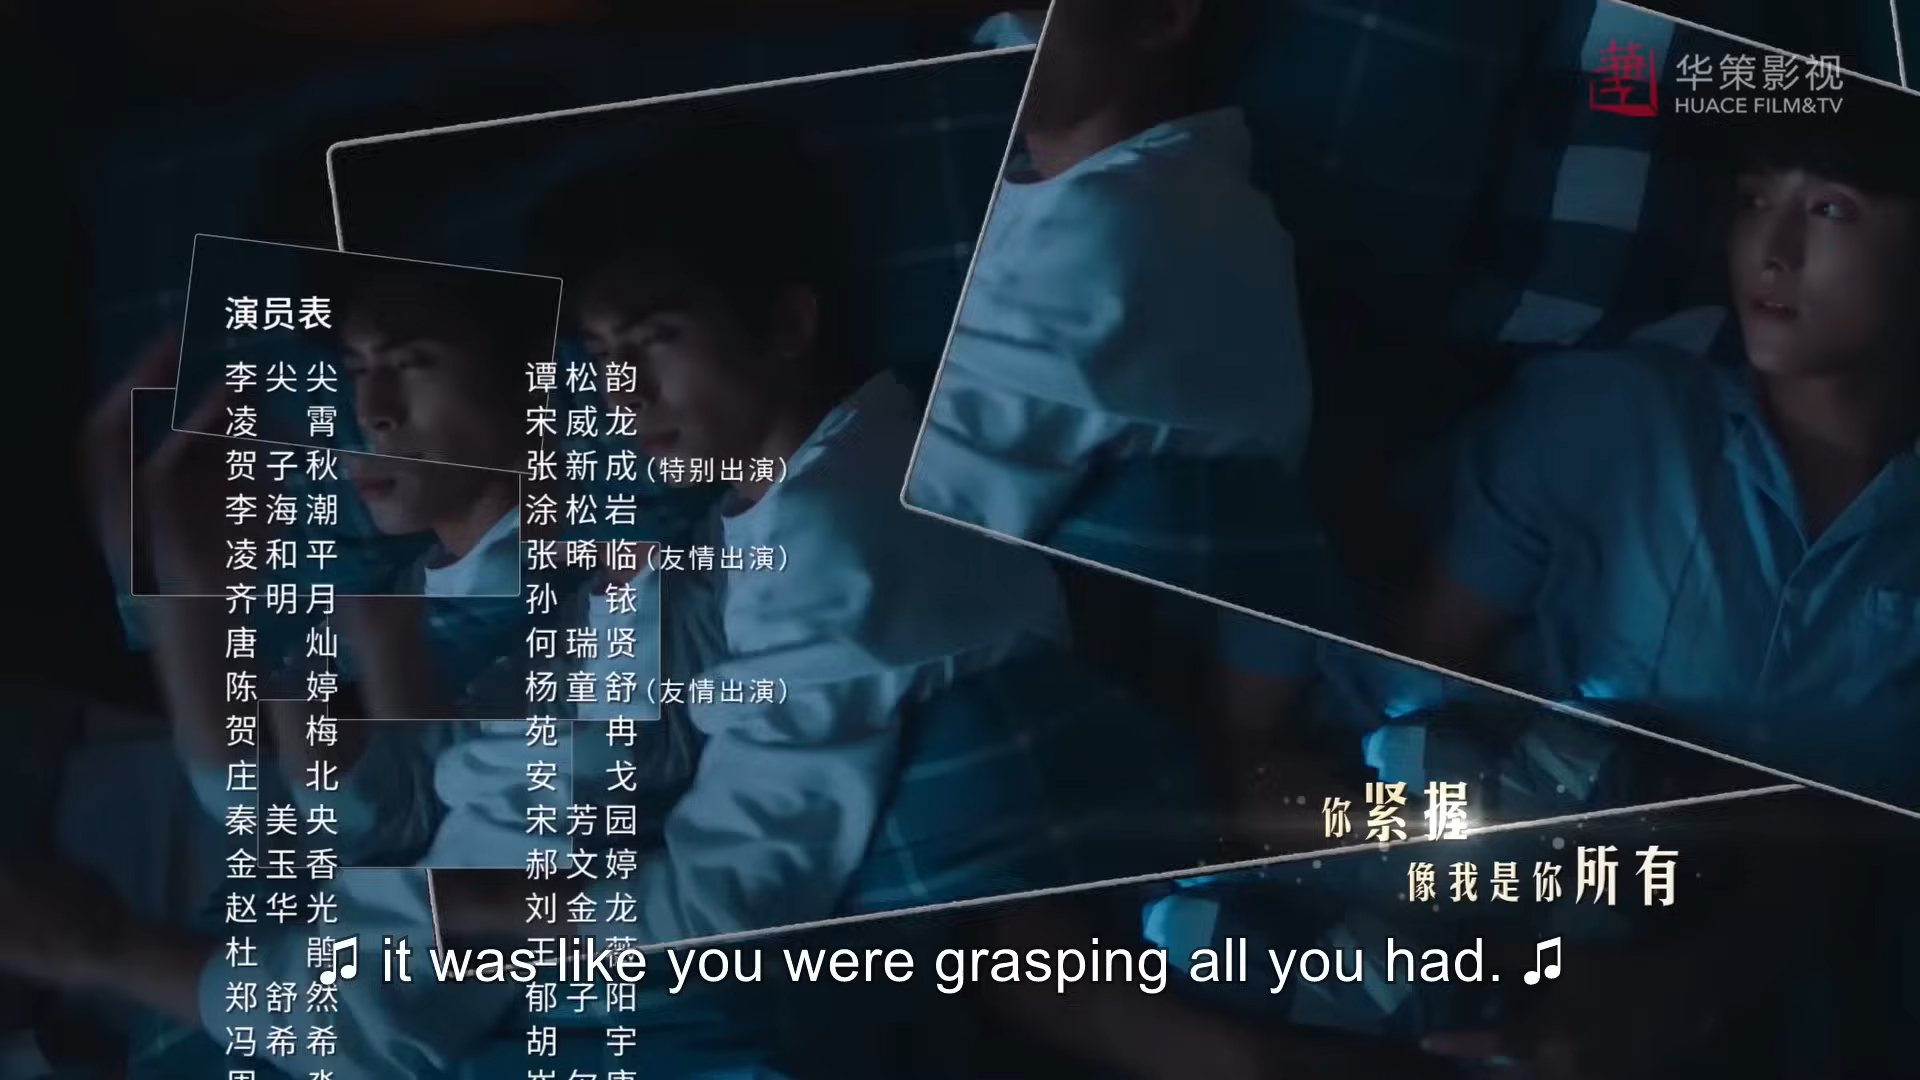 华策影视
HUACE FILM&TV
演员表
李尖尖 谭松韵
凌霄 宋威龙
贺子秋 张新成(特别出演)
李海潮 涂松岩
凌和平 张晞临(友情出演)
齐明月 孙铱
唐灿 何瑞贤
陈婷 杨童舒(友情出演)
贺梅 苑冉
庄北 安戈
秦美央 宋芳园
金玉香 郝文婷
赵华光 刘金龙
杜鹃 王薇
郑舒然 郁子阳
冯希希 胡宇
你紧握
像我是你所有
♫ it was like you were grasping all you had. ♫